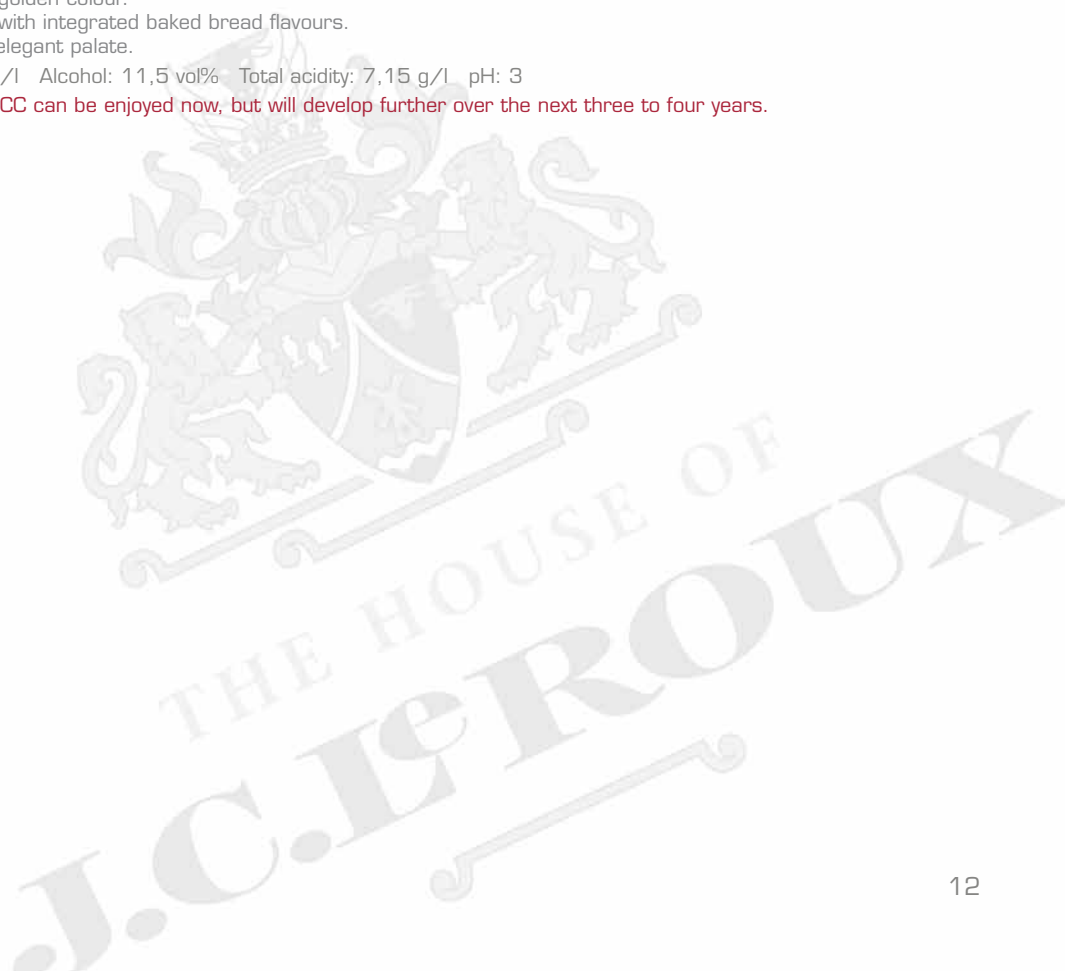 golden colour.
with integrated baked bread flavours.
elegant palate.
/l Alcohol: 11,5 vol% Total acidity: 7,15 g/l pH: 3
CC can be enjoyed now, but will develop further over the next three to four years.
THE HOUSE OF
J.C. Le ROUX
12